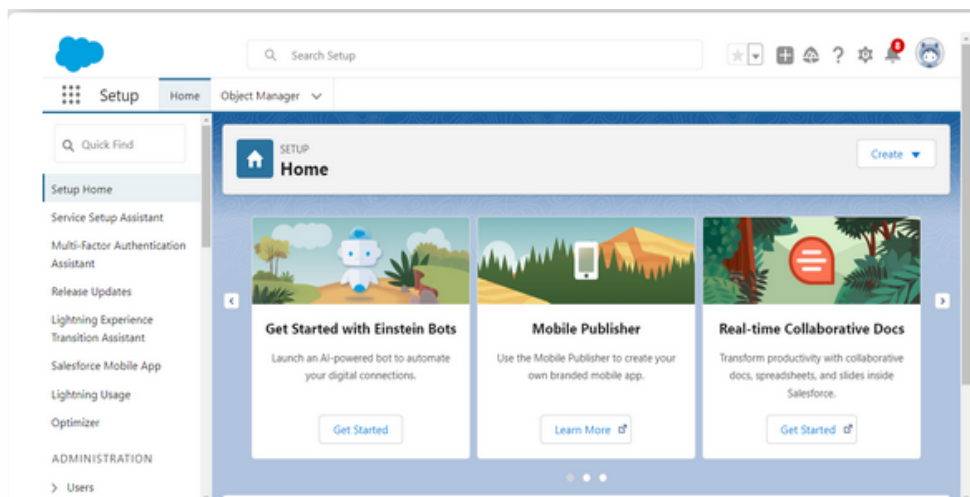 Search Setup
8
Setup
Home
Object Manager
Quick Find
Setup Home
Service Setup Assistant
Multi-Factor Authentication
Assistant
Release Updates
Lightning Experience
Transition Assistant
Salesforce Mobile App
Lightning Usage
Optimizer
ADMINISTRATION
Users
SETUP
Home
Create
Get Started with Einstein Bots
Launch an AI-powered bot to automate
your digital connections.
Get Started
Mobile Publisher
Use the Mobile Publisher to create your
own branded mobile app.
Learn More
Real-time Collaborative Docs
Transform productivity with collaborative
docs, spreadsheets, and slides inside
Salesforce.
Get Started